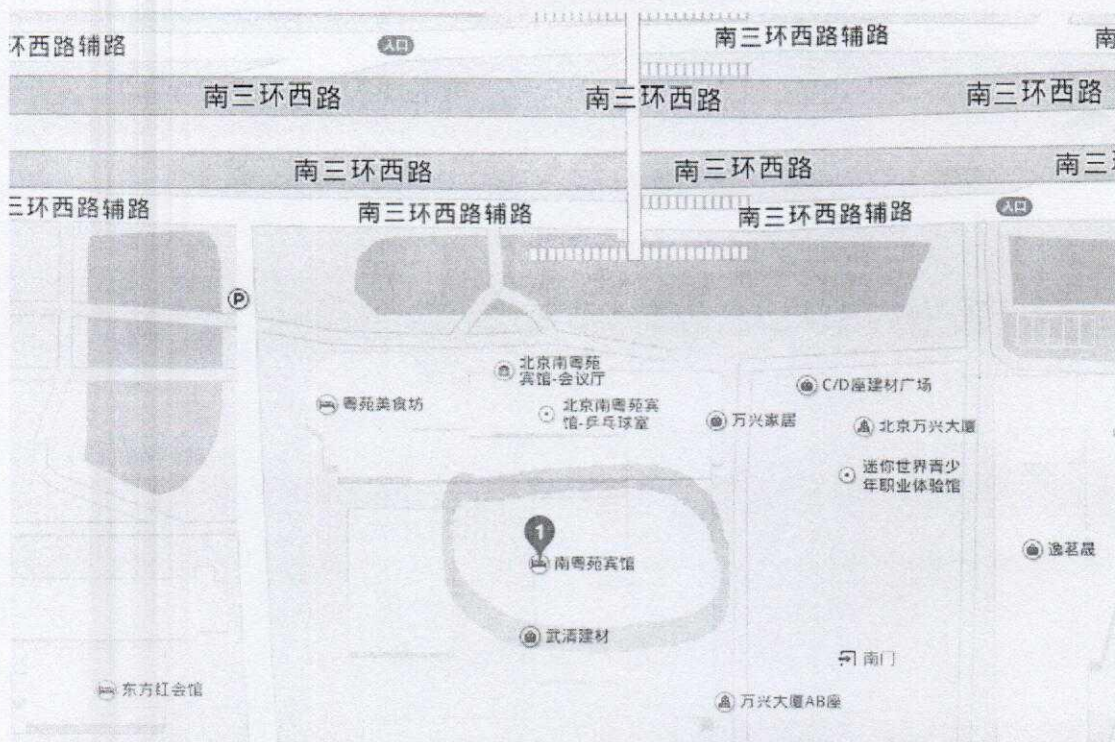 环西路辅路
入口
南三环西路辅路
南
南三环西路
南三环西路
南三环西路
南三环西路
南三环西路
南三环
三环西路辅路
南三环西路辅路
南三环西路辅路
入口
P
北京南粤苑
宾馆-会议厅
C/D座建材广场
粤苑美食坊
北京南粤苑宾
馆-乒乓球室
万兴家居
北京万兴大厦
迷你世界青少
年职业体验馆
1
南粤苑宾馆
逸茗晟
武清建材
南门
东方红会馆
万兴大厦AB座